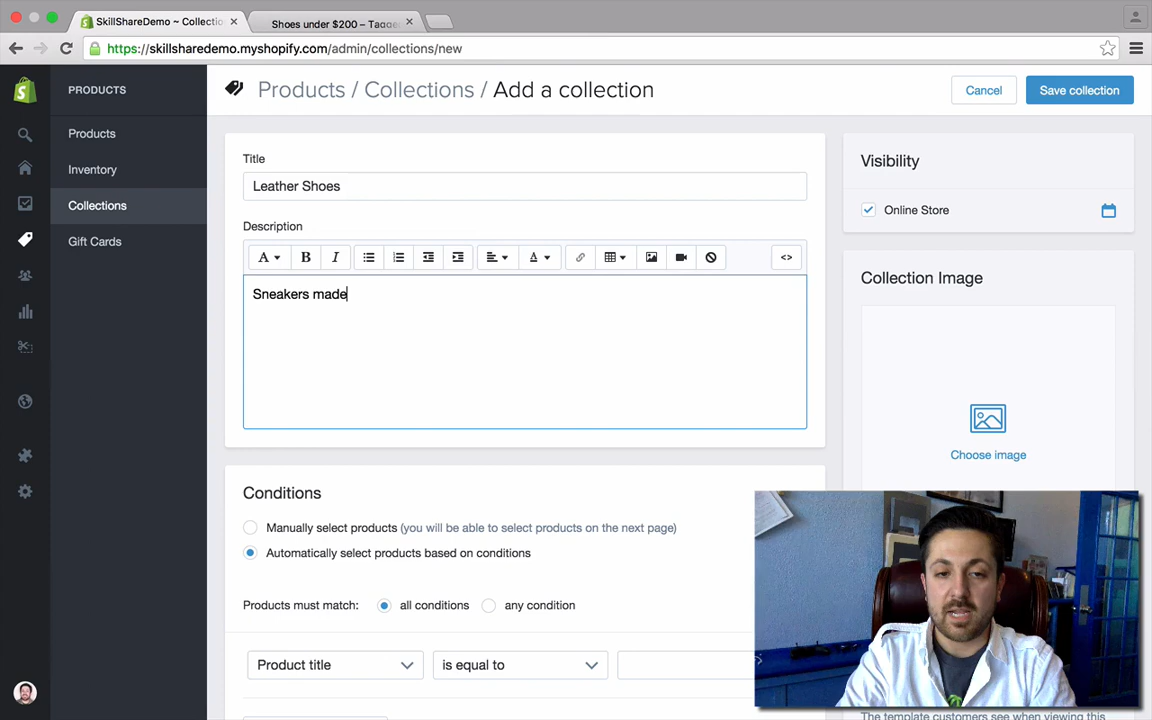 SkillShareDemo ~ Collectio
Shoes under $200 – Tagged
https://skillsharedemo.myshopify.com/admin/collections/new
PRODUCTS
Products / Collections / Add a collection
Cancel
Save collection
Products
Inventory
Collections
Gift Cards
Title
Leather Shoes
Description
A
B
I
A
<>
Sneakers made
Visibility
Online Store
Collection Image
Choose image
Conditions
Manually select products (you will be able to select products on the next page)
Automatically select products based on conditions
Products must match:
all conditions
any condition
Product title
is equal to
The template customers see when viewing this